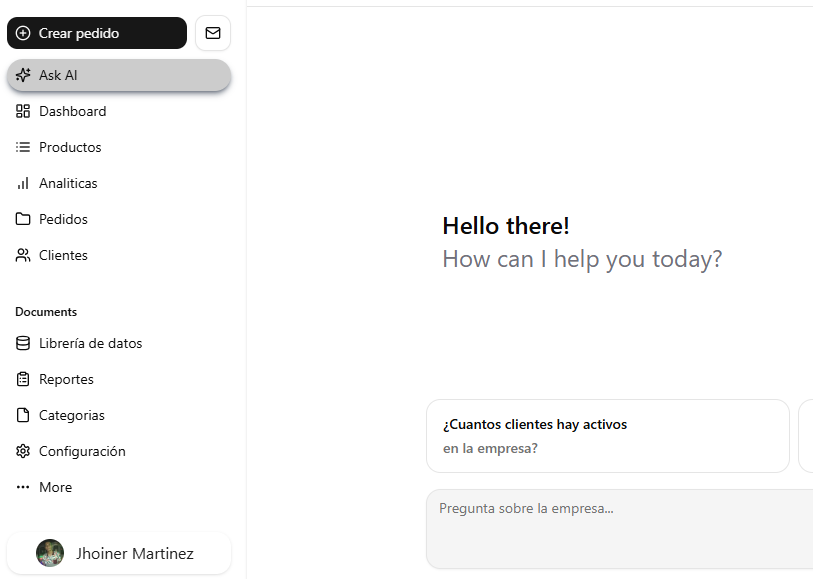 Crear pedido
Ask AI
Dashboard
Productos
Analiticas
Pedidos
Clientes
Documents
Librería de datos
Reportes
Categorias
Configuración
More
Jhoiner Martinez
Hello there!
How can I help you today?
¿Cuantos clientes hay activos
en la empresa?
Pregunta sobre la empresa...